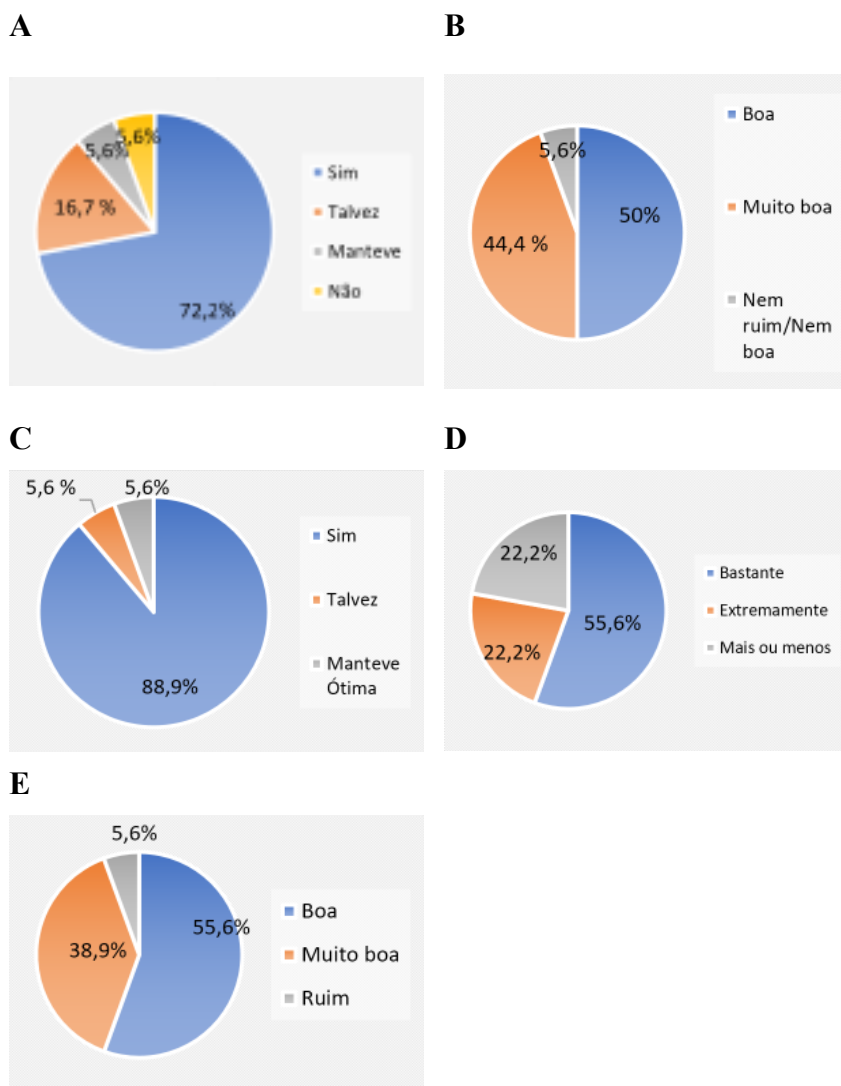 A
5,6%
5,6%
16,7 %
72,2%
Sim
Talvez
Manteve
Não
B
5,6%
50%
44,4 %
Boa
Muito boa
Nem
ruim/Nem
boa
C
5,6 %
5,6%
88,9%
Sim
Talvez
Manteve
Ótima
D
22,2%
55,6%
22,2%
Bastante
Extremamente
Mais ou menos
E
5,6%
55,6%
38,9%
Boa
Muito boa
Ruim